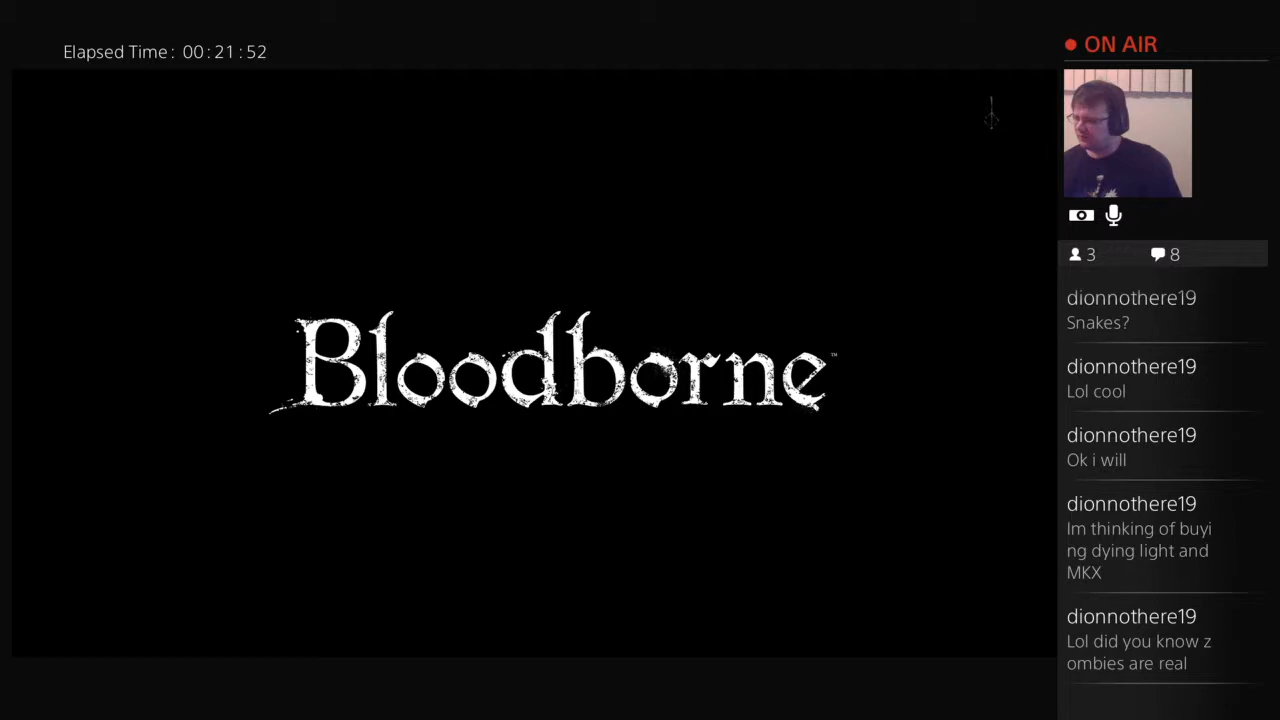 Elapsed Time: 00:21:52
ON AIR
3 8
Bloodborne™
dionnothere19
Snakes?
dionnothere19
Lol cool
dionnothere19
Ok i will
dionnothere19
Im thinking of buyi
ng dying light and
MKX
dionnothere19
Lol did you know z
ombies are real